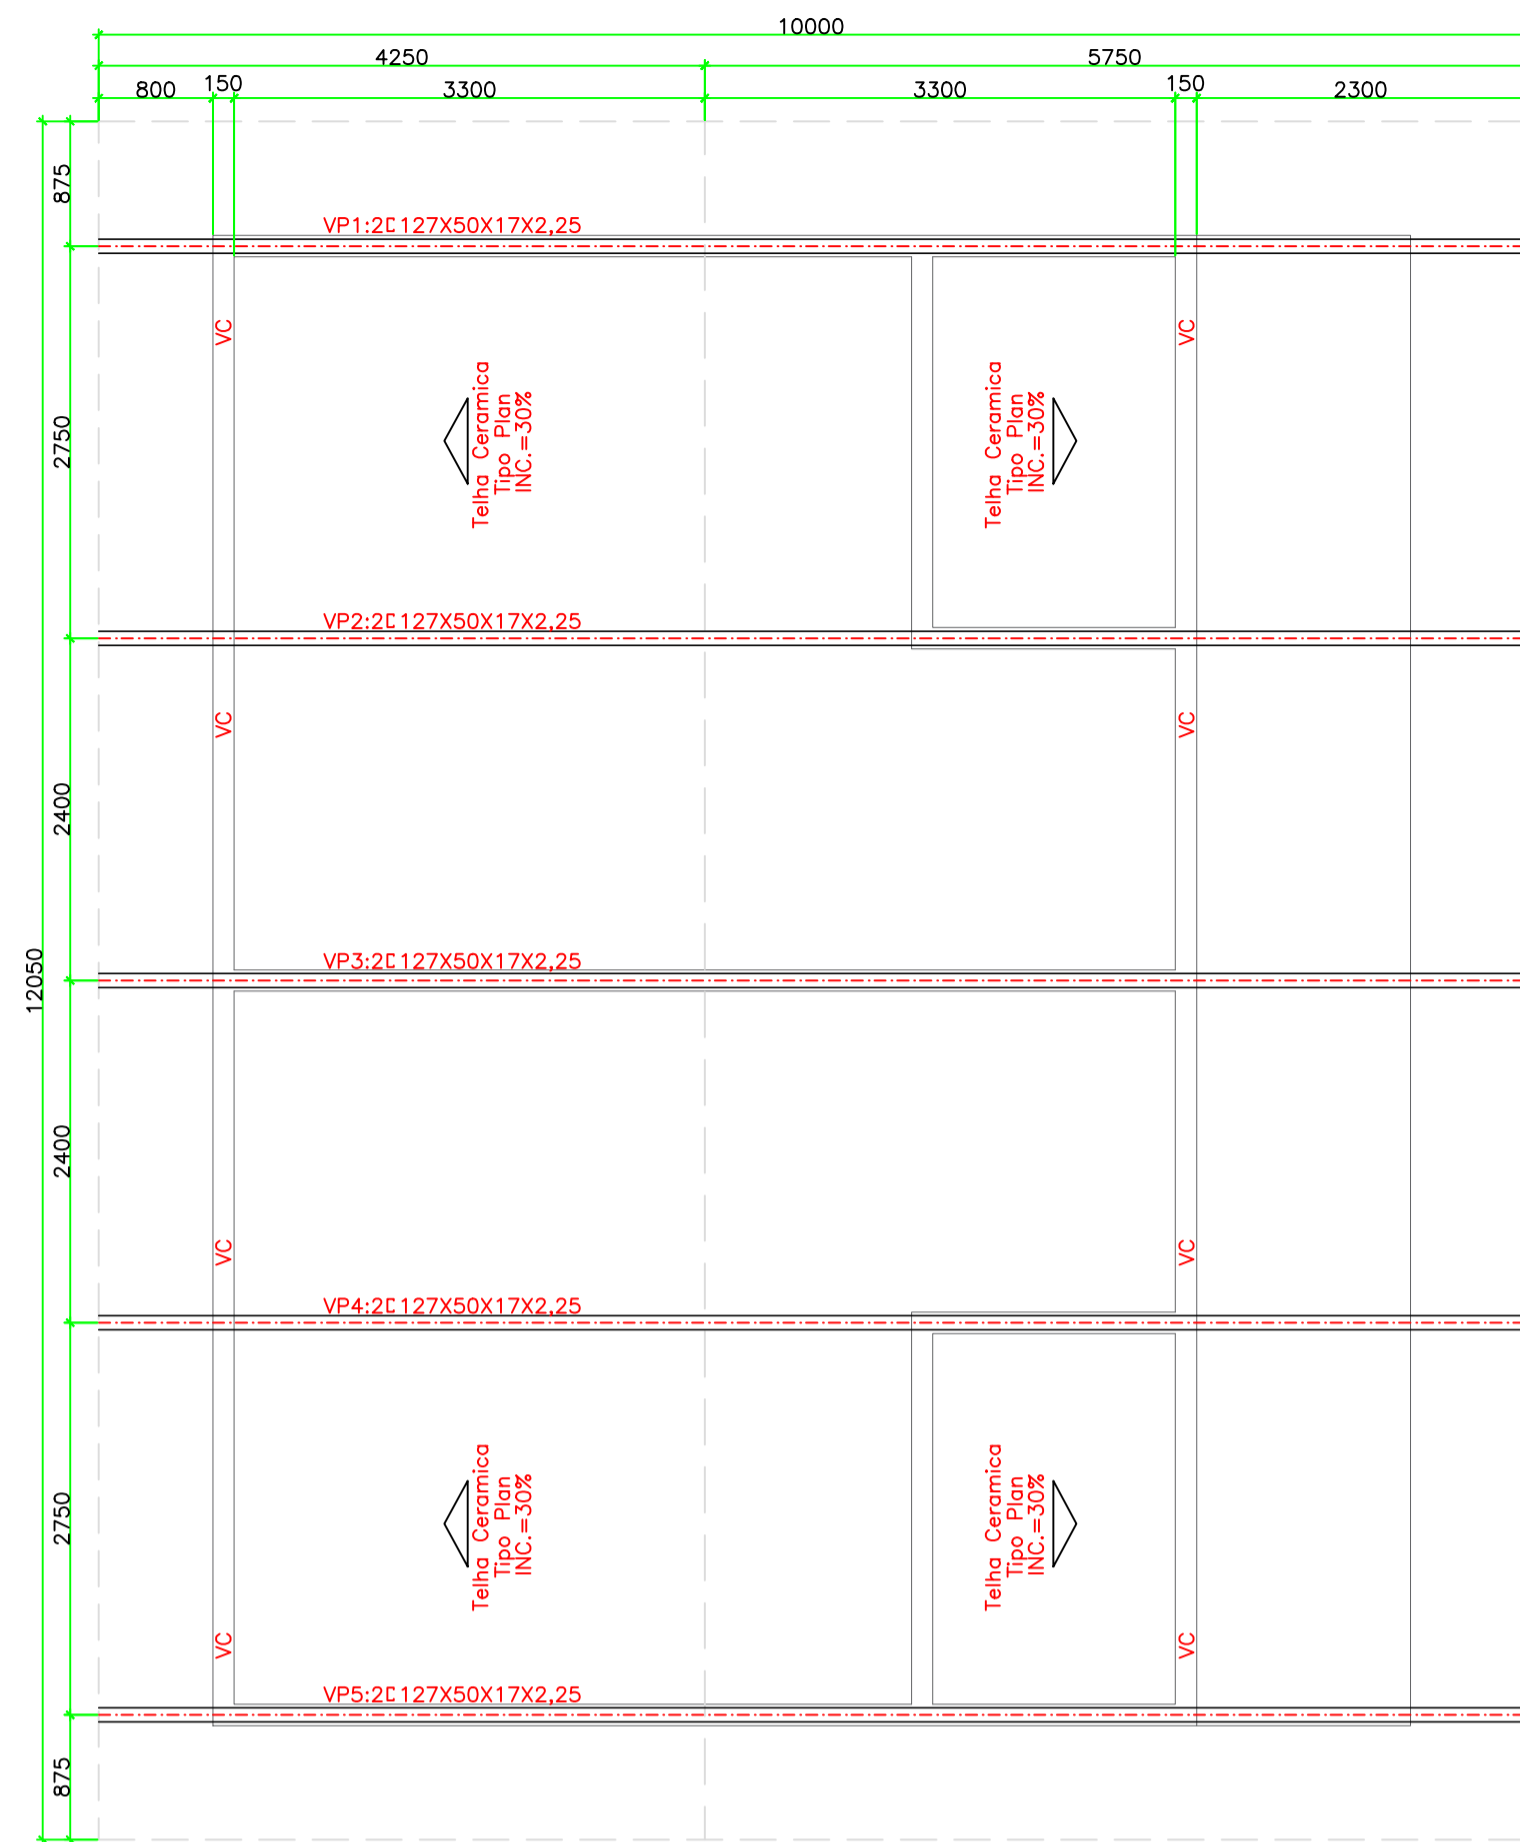 10000
4250 5750
800 150 3300 3300 150 2300
875
VP1:2[127X50X17X2,25
VC VC
2750
Telha Ceramica
Tipo Plan
INC.=30%
Telha Ceramica
Tipo Plan
INC.=30%
VP2:2[127X50X17X2,25
VC VC
2400
VP3:2[127X50X17X2,25
12050
2400
VC VC
VP4:2[127X50X17X2,25
2750
Telha Ceramica
Tipo Plan
INC.=30%
Telha Ceramica
Tipo Plan
INC.=30%
VC VC
VP5:2[127X50X17X2,25
875